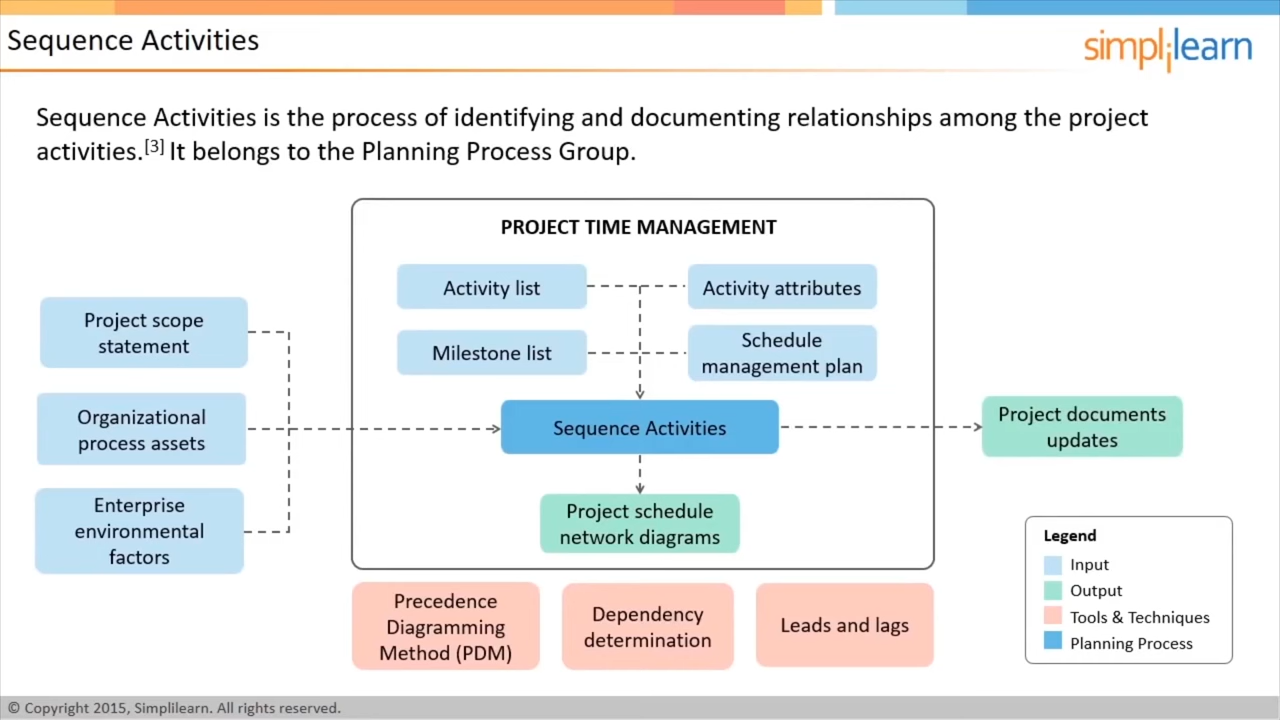 Sequence Activities
simplilearn
Sequence Activities is the process of identifying and documenting relationships among the project
activities.[3] It belongs to the Planning Process Group.
PROJECT TIME MANAGEMENT
Activity list
Activity attributes
Milestone list
Schedule
management plan
Project scope
statement
Organizational
process assets
Enterprise
environmental
factors
Sequence Activities
Project documents
updates
Project schedule
network diagrams
Precedence
Diagramming
Method (PDM)
Dependency
determination
Leads and lags
Legend
Input
Output
Tools & Techniques
Planning Process
© Copyright 2015, Simplilearn. All rights reserved.